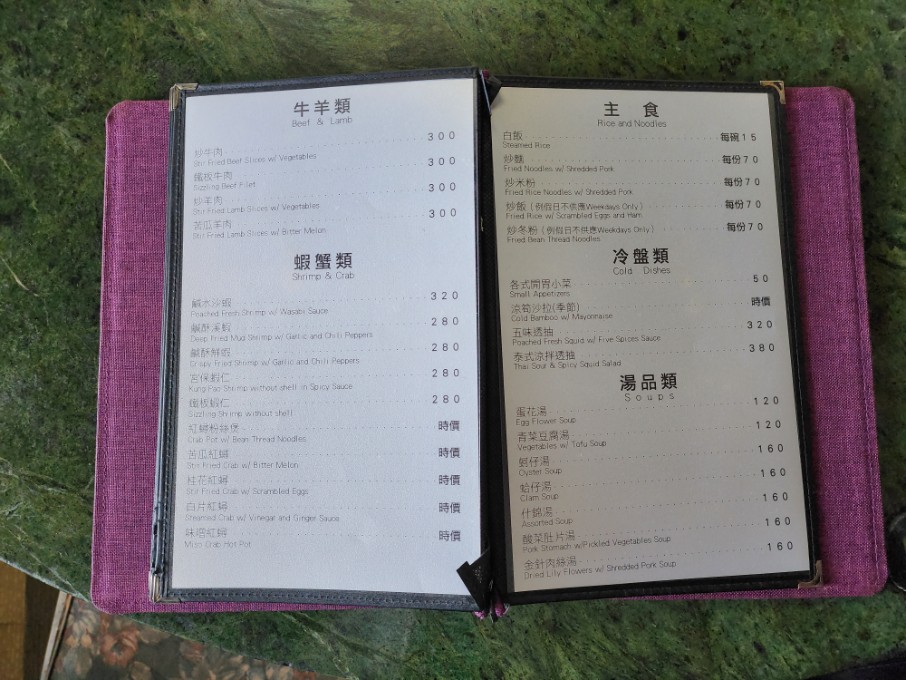 牛羊類
Beef & Lamb
炒牛肉 300
Stir Fried Beef Slices w/ Vegetables
鐵板牛肉 300
Sizzling Beef Filet
炒羊肉 300
Stir Fried Lamb Slices w/ Vegetables
苦瓜羊肉 300
Stir Fried Lamb Slices w/ Bitter Melon
蝦蟹類
Shrimp & Crab
鹹水沙蝦 320
Poached Fresh Shrimp w/ Wasabi Sauce
鹹酥溪蝦 280
Deep Fried Mud Shrimp w/ Garlic and Chili Peppers
鹹酥鮮蝦 280
Crispy Fried Shrimp w/ Garlic and Chili Peppers
宮保蝦仁 280
Kung Pao Shrimp without shell in Spicy Sauce
鐵板蝦仁 280
Sizzling Shrimp without shell
紅蟳粉絲煲 時價
Crab Pot w/ Bean Thread Noodles
苦瓜紅蟳 時價
Stir Fried Crab w/ Bitter Melon
桂花紅蟳 時價
Stir Fried Crab w/ Scrambled Eggs
白片紅蟳 時價
Steamed Crab w/ Vinegar and Ginger Sauce
味噌紅蟳 時價
Miso Crab Hot Pot
主 食
Rice and Noodles
白飯 每碗15
Steamed Rice
炒麵 每份70
Fried Noodles w/ Shredded Pork
炒米粉 每份70
Fried Rice Noodles w/ Shredded Pork
炒飯(例假日不供應Weekdays Only) 每份70
Fried Rice w/ Scrambled Eggs and Ham
炒冬粉(例假日不供應Weekdays Only) 每份70
Fried Bean Thread Noodles
冷盤類
Cold Dishes
各式開胃小菜 50
Small Appetizers
涼筍沙拉(季節) 時價
Cold Bamboo w/ Mayonnaise
五味透抽 320
Poached Fresh Squid w/ Five Spices Sauce
泰式涼拌透抽 380
Thai Sour & Spicy Squid Salad
湯品類
Soups
蛋花湯 120
Egg Flower Soup
青菜豆腐湯 120
Vegetables w/ Tofu Soup
蚵仔湯 160
Oyster Soup
蛤仔湯 160
Clam Soup
什錦湯 160
Assorted Soup
酸菜肚片湯 160
Pork Stomach w/Pickled Vegetables Soup
金針肉絲湯 160
Dried Lily Flowers w/ Shredded Pork Soup